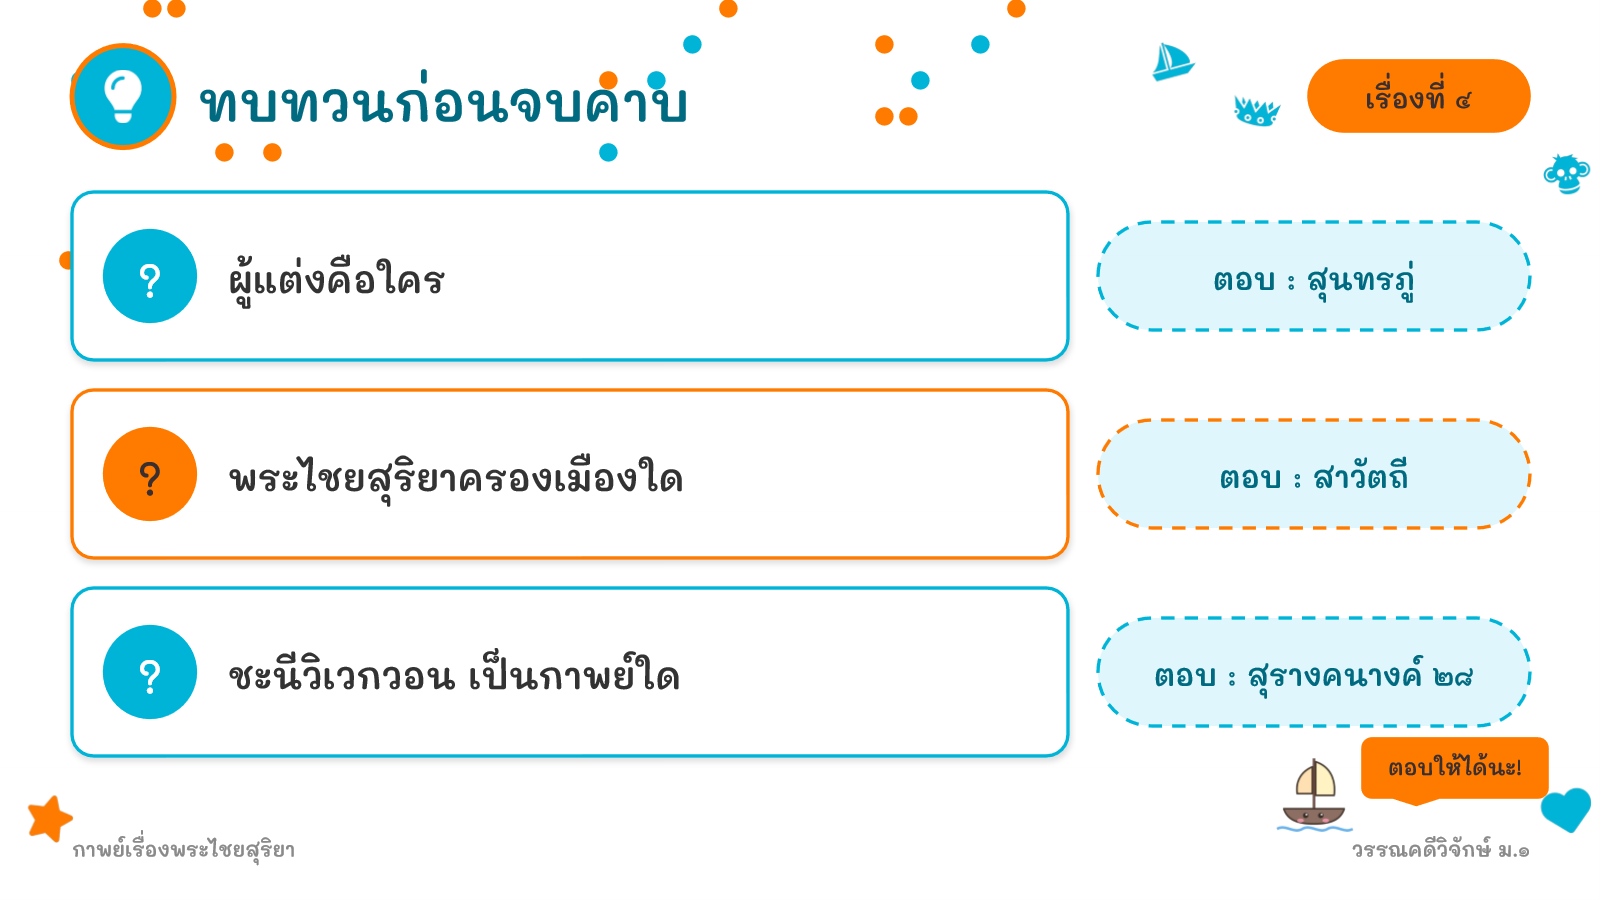 ทบทวนก่อนจบคาบ
เรื่องที่ ๔
? ผู้แต่งคือใคร
ตอบ : สุนทรภู่
? พระไชยสุริยาครองเมืองใด
ตอบ : สาวัตถี
? ชะนีวิเวกวอน เป็นกาพย์ใด
ตอบ : สุรางคนางค์ ๒๘
ตอบให้ได้นะ!
กาพย์เรื่องพระไชยสุริยา
วรรณคดีวิจักษ์ ม.๑